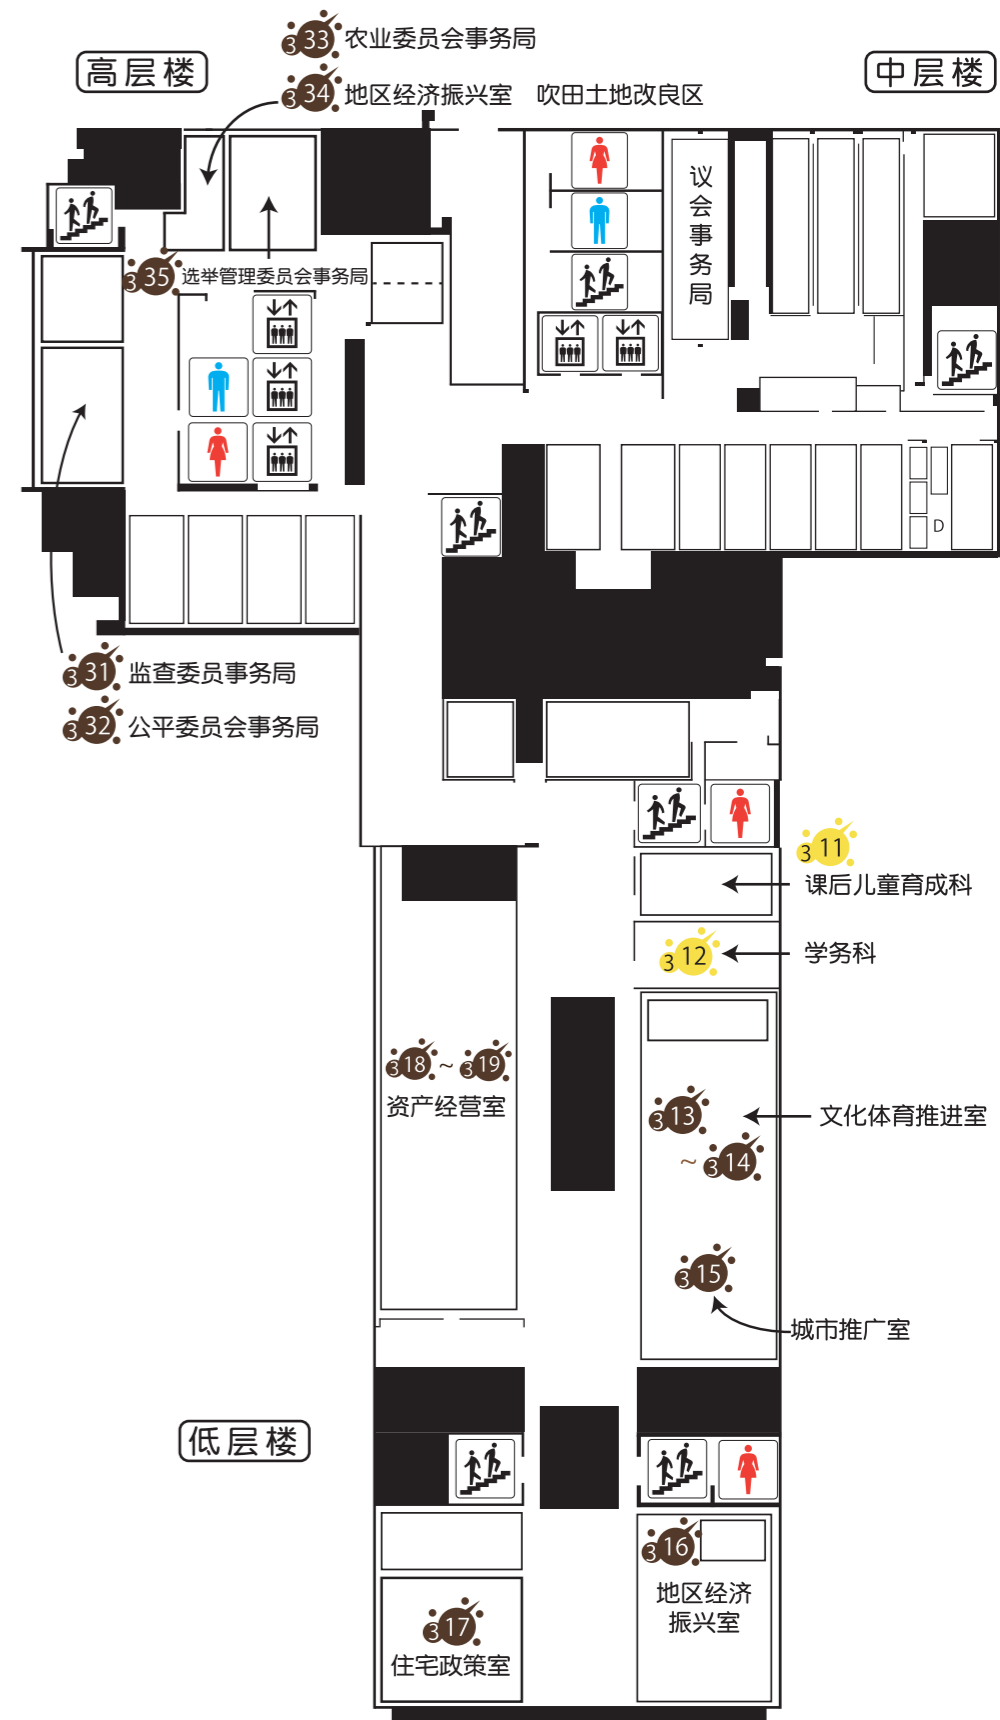 333 农业委员会事务局
高层楼
中层楼
334 地区经济振兴室 吹田土地改良区
议会事务局
335 选举管理委员会事务局
D
331 监查委员事务局
332 公平委员会事务局
311
课后儿童育成科
312 学务科
318 ~ 319
资产经营室
313
文化体育推进室
~ 314
315
城市推广室
低层楼
316
地区经济
振兴室
317
住宅政策室